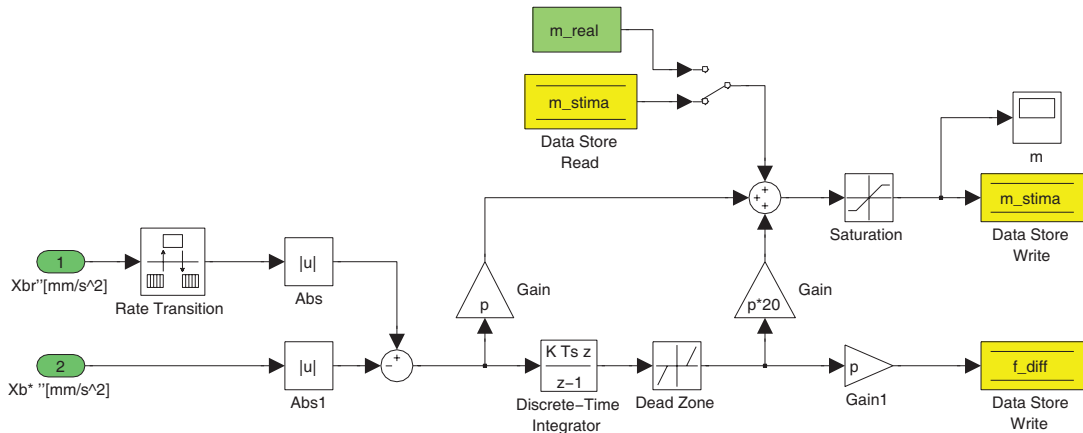 m_real
m_stima
Data Store
Read
m
m_stima
Data Store
Write
Saturation
1
Xbr''[mm/s^2]
Rate Transition
|u|
Abs
p
Gain
p*20
Gain
+
+
+
2
Xb* ''[mm/s^2]
|u|
Abs1
+
−
K Ts z
z−1
Discrete−Time
Integrator
Dead Zone
p
Gain1
f_diff
Data Store
Write